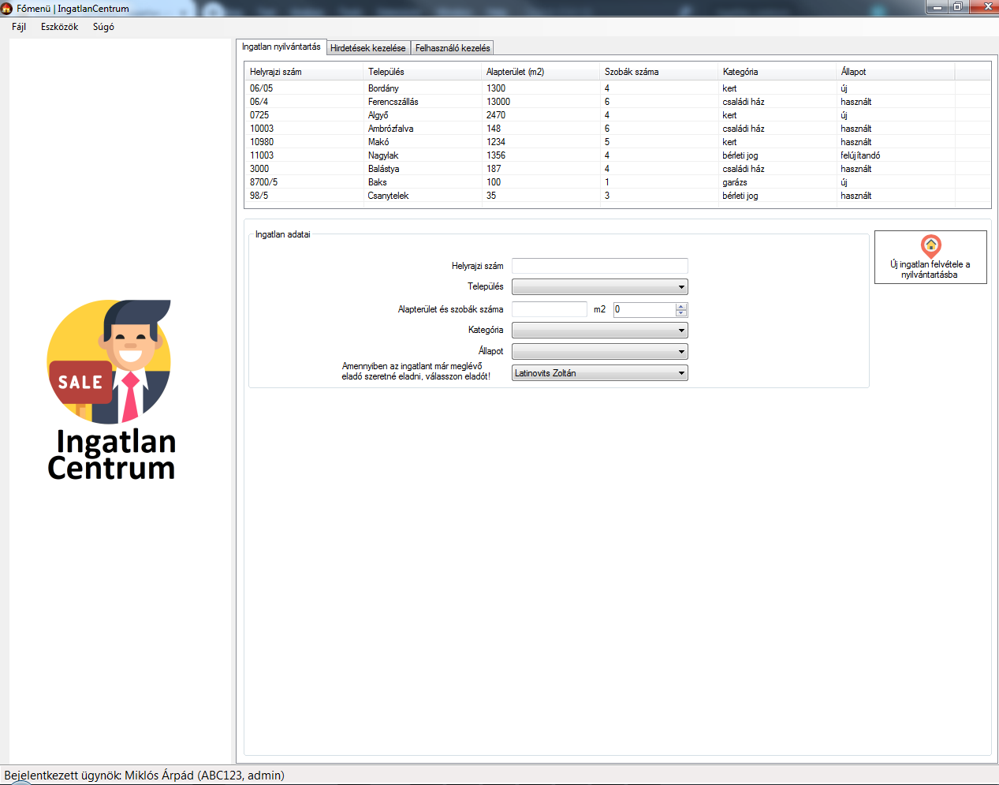 Főmenü | IngatlanCentrum
Fájl Eszközök Súgó
Ingatlan nyilvántartás Hirdetések kezelése Felhasználó kezelés
Helyrajzi szám Település Alapterület (m2) Szobák száma Kategória Állapot
06/05 Bordány 1300 4 kert új
06/4 Ferencszállás 13000 6 családi ház használt
0725 Algyő 2470 4 kert új
10003 Ambrózfalva 148 6 családi ház használt
10980 Makó 1234 5 kert használt
11003 Nagylak 1356 4 bérleti jog felújítandó
3000 Balástya 187 4 családi ház használt
8700/5 Baks 100 1 garázs új
98/5 Csanytelek 35 3 bérleti jog használt
Ingatlan adatai
Helyrajzi szám
Település
Alapterület és szobák száma m2 0
Kategória
Állapot
Amennyiben az ingatlant már meglévő
eladó szeretné eladni, válasszon eladót! Latinovits Zoltán
Új ingatlan felvétele a
nyilvántartásba
SALE
Ingatlan
Centrum
Bejelentkezett ügynök: Miklós Árpád (ABC123, admin)